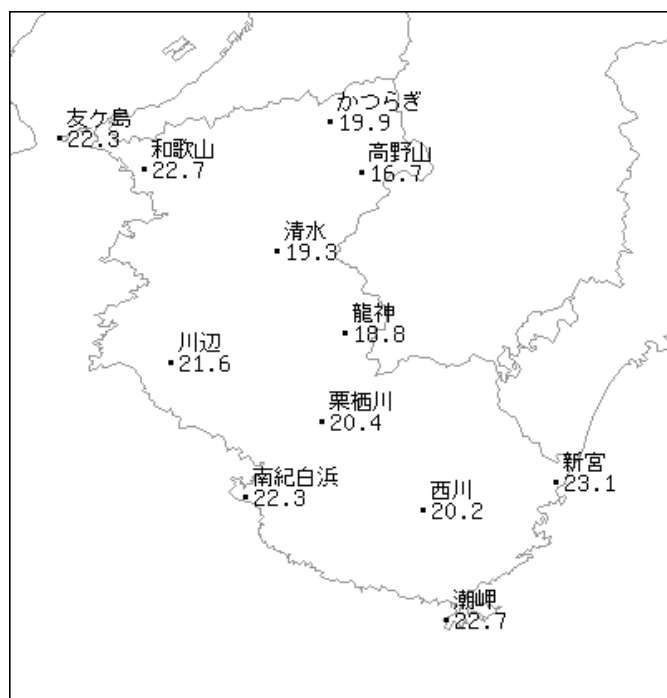 かつらぎ
19.9
友ケ島
22.3
和歌山
22.7
高野山
16.7
清水
19.3
龍神
18.8
川辺
21.6
栗栖川
20.4
新宮
23.1
南紀白浜
22.3
西川
20.2
潮岬
22.7